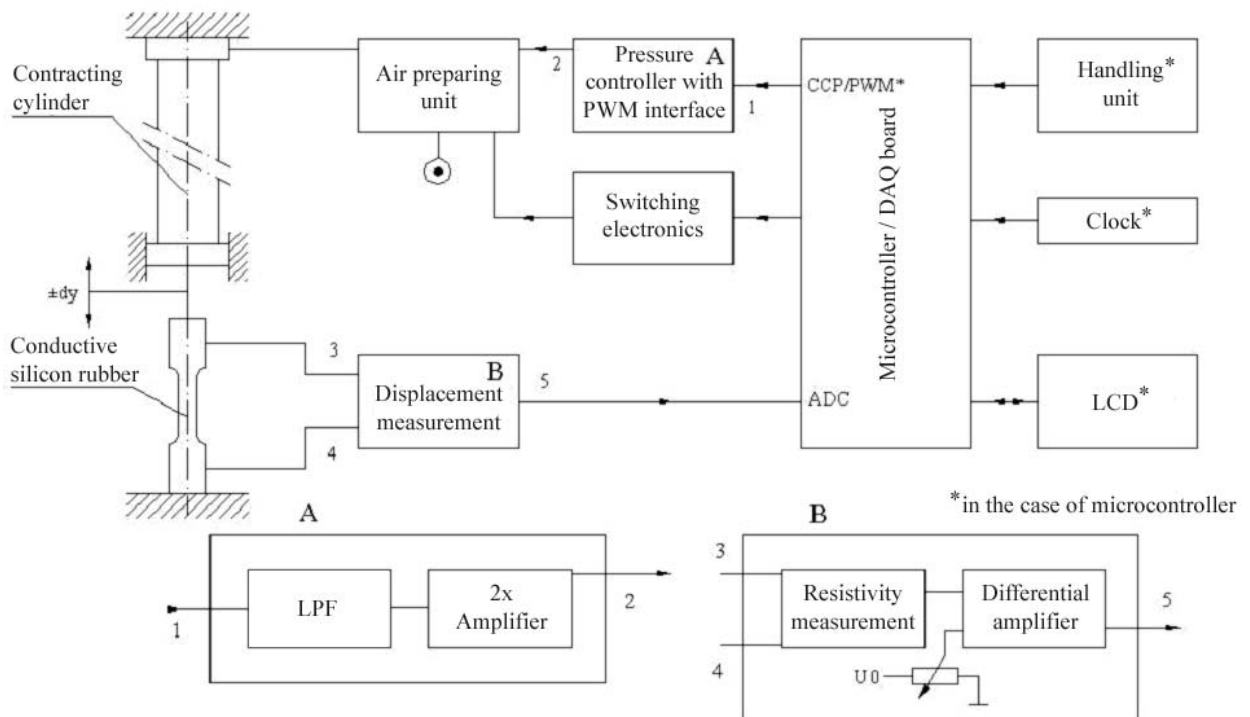 Contracting
cylinder
Air preparing
unit
2
Pressure A
controller with
PWM interface
1
CCP/PWM*
Microcontroller / DAQ board
Handling*
unit
Switching
electronics
Clock*
±dy
Conductive
silicon rubber
3
4
B
Displacement
measurement
5
ADC
LCD*
*in the case of microcontroller
A
1
LPF
2x
Amplifier
2
B
3
4
Resistivity
measurement
Differential
amplifier
5
U0